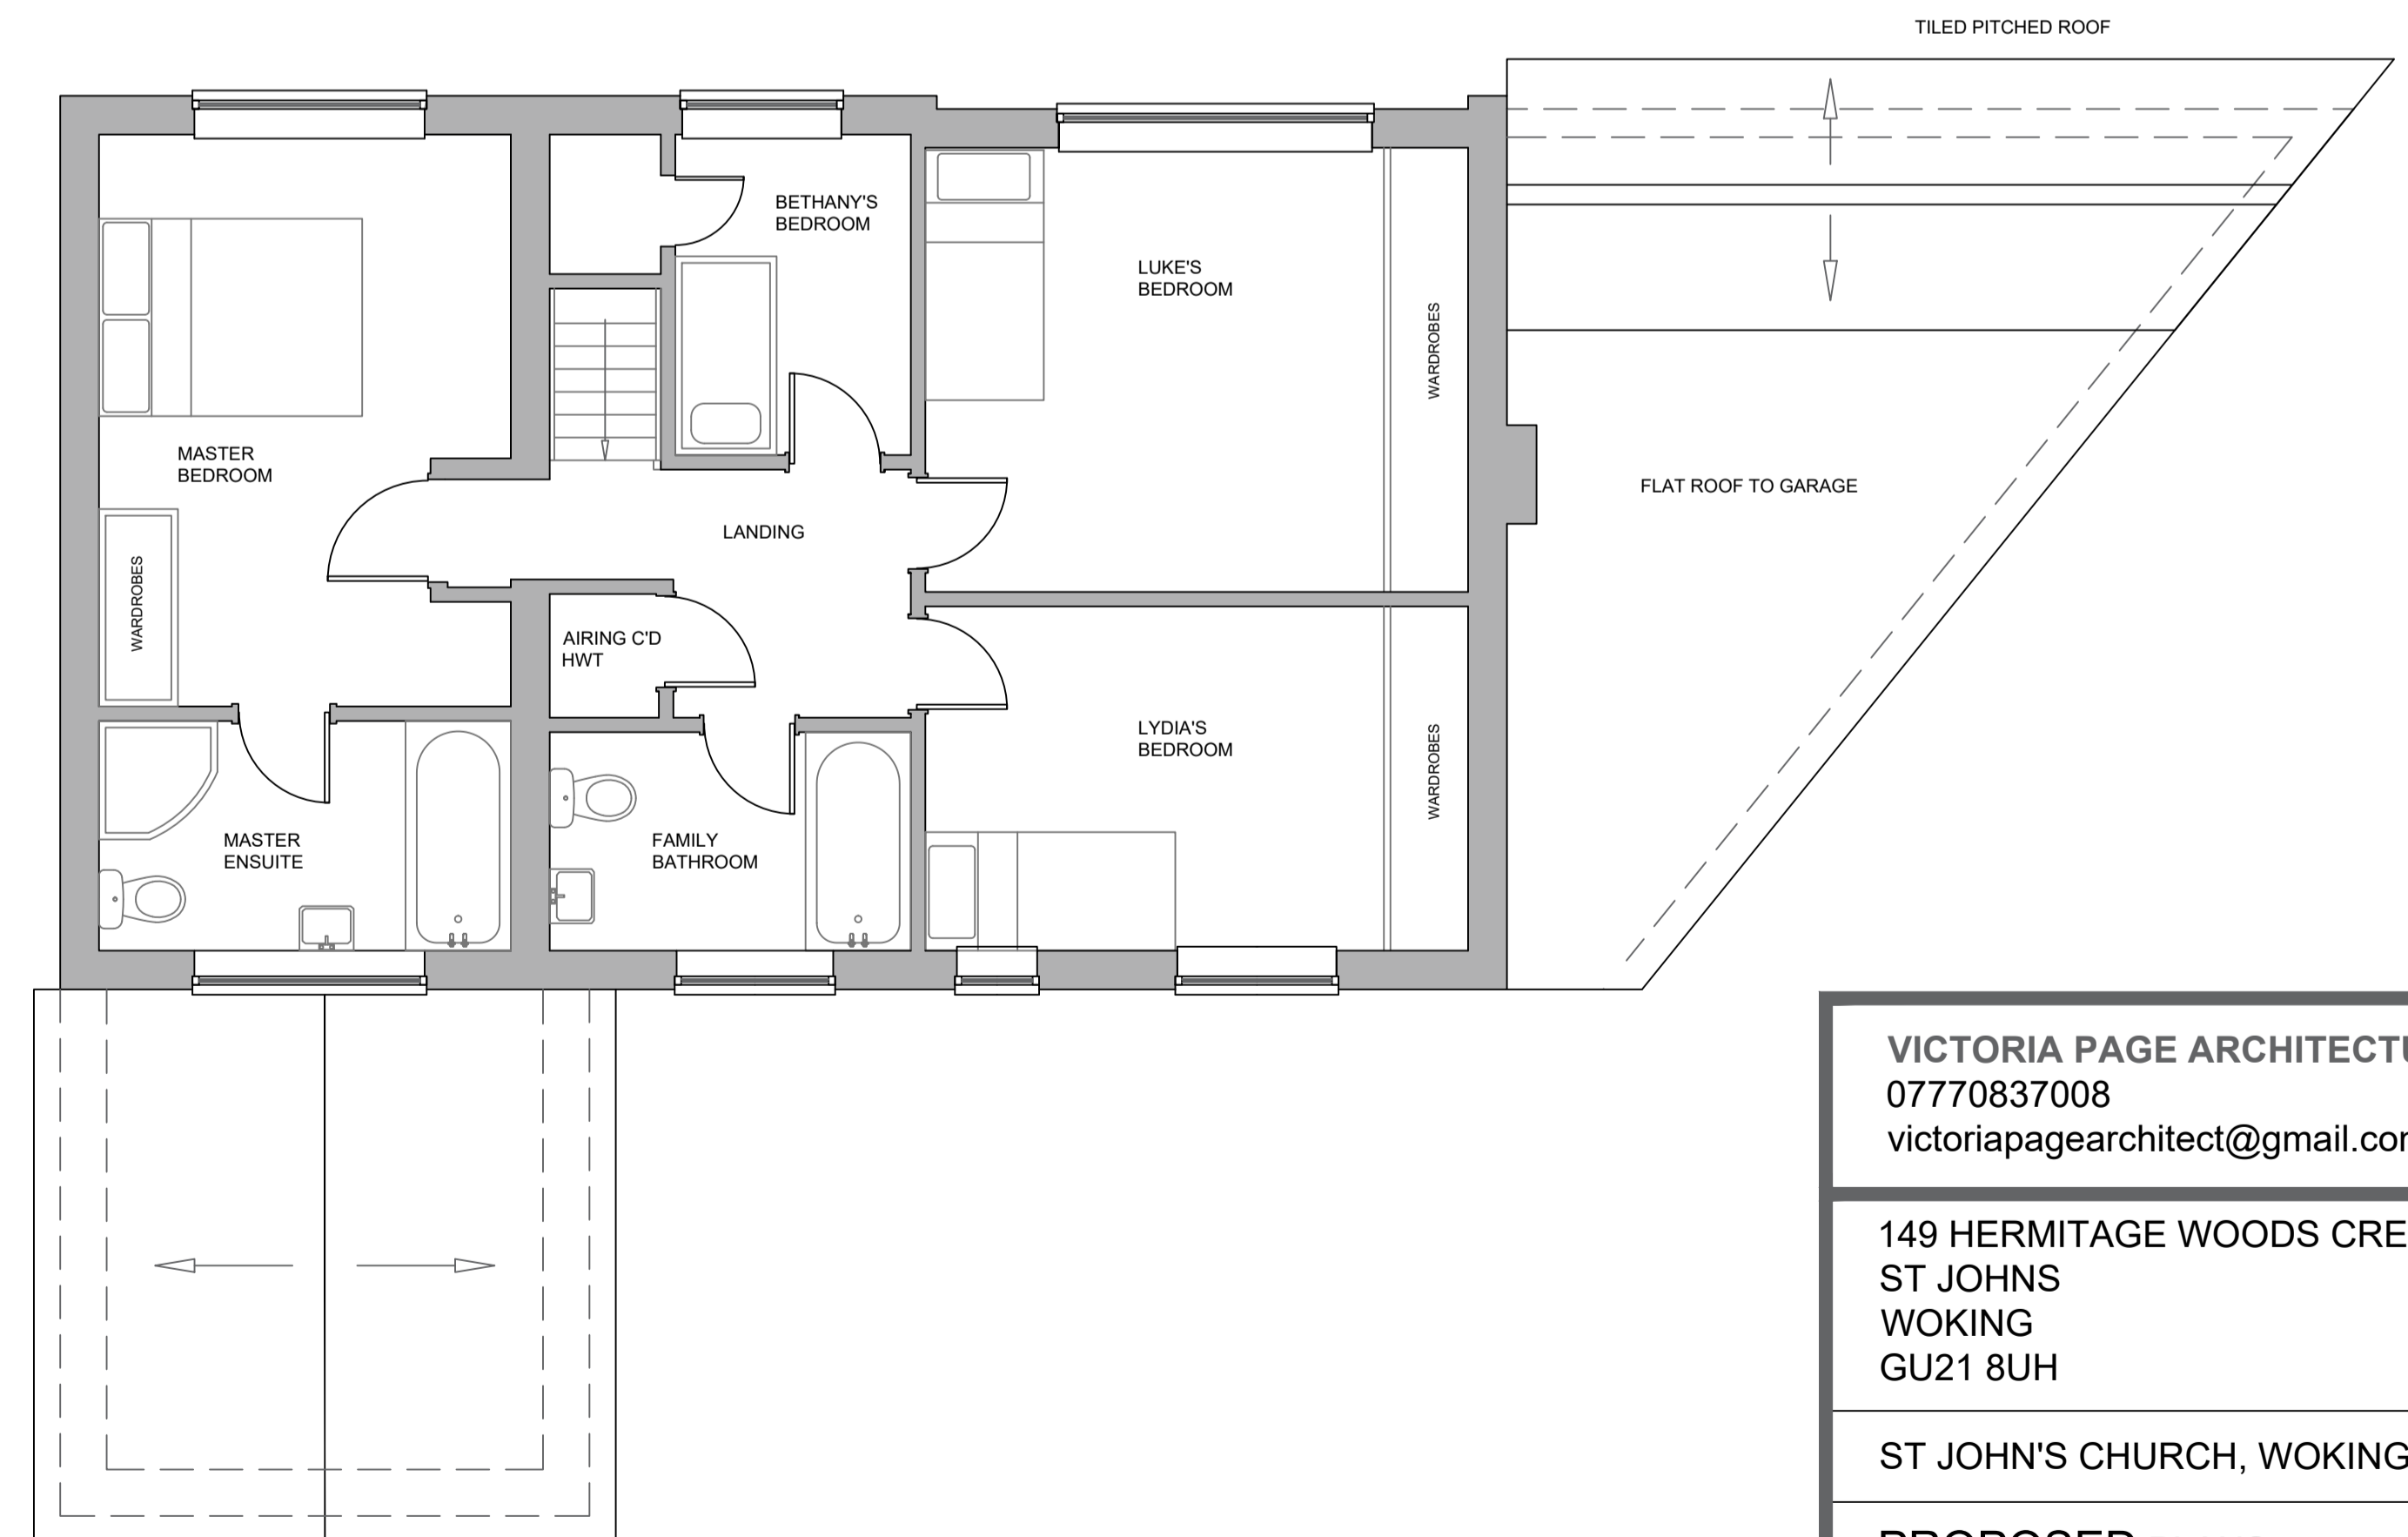 TILED PITCHED ROOF
BETHANY'S
BEDROOM
LUKE'S
BEDROOM
WARDROBES
MASTER
BEDROOM
FLAT ROOF TO GARAGE
LANDING
WARDROBES
AIRING C'D
HWT
LYDIA'S
BEDROOM
WARDROBES
MASTER
ENSUITE
FAMILY
BATHROOM
VICTORIA PAGE ARCHITECTU
07770837008
victoriapagearchitect@gmail.com
149 HERMITAGE WOODS CRE
ST JOHNS
WOKING
GU21 8UH
ST JOHN'S CHURCH, WOKING
PROPOSED